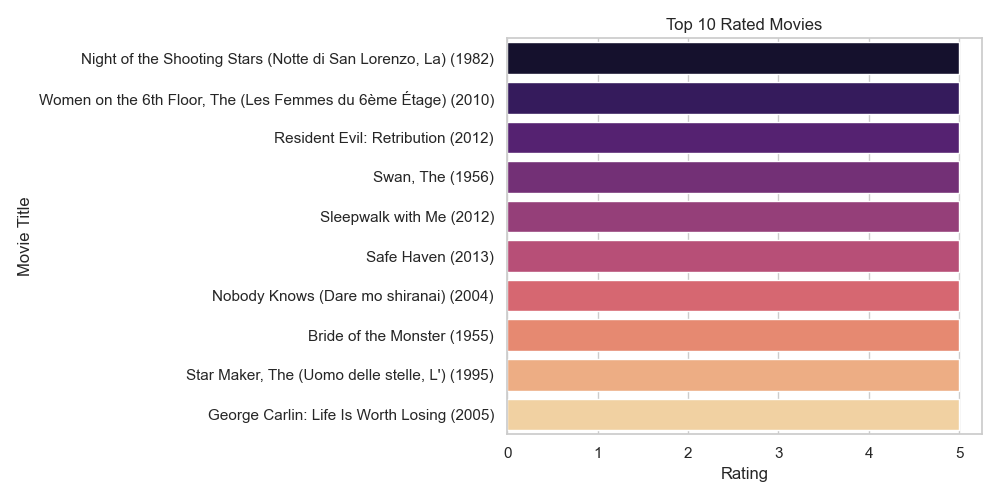 Top 10 Rated Movies
Night of the Shooting Stars (Notte di San Lorenzo, La) (1982)
Women on the 6th Floor, The (Les Femmes du 6ème Étage) (2010)
Resident Evil: Retribution (2012)
Swan, The (1956)
Sleepwalk with Me (2012)
Safe Haven (2013)
Nobody Knows (Dare mo shiranai) (2004)
Bride of the Monster (1955)
Star Maker, The (Uomo delle stelle, L') (1995)
George Carlin: Life Is Worth Losing (2005)
Movie Title
0 1 2 3 4 5
Rating